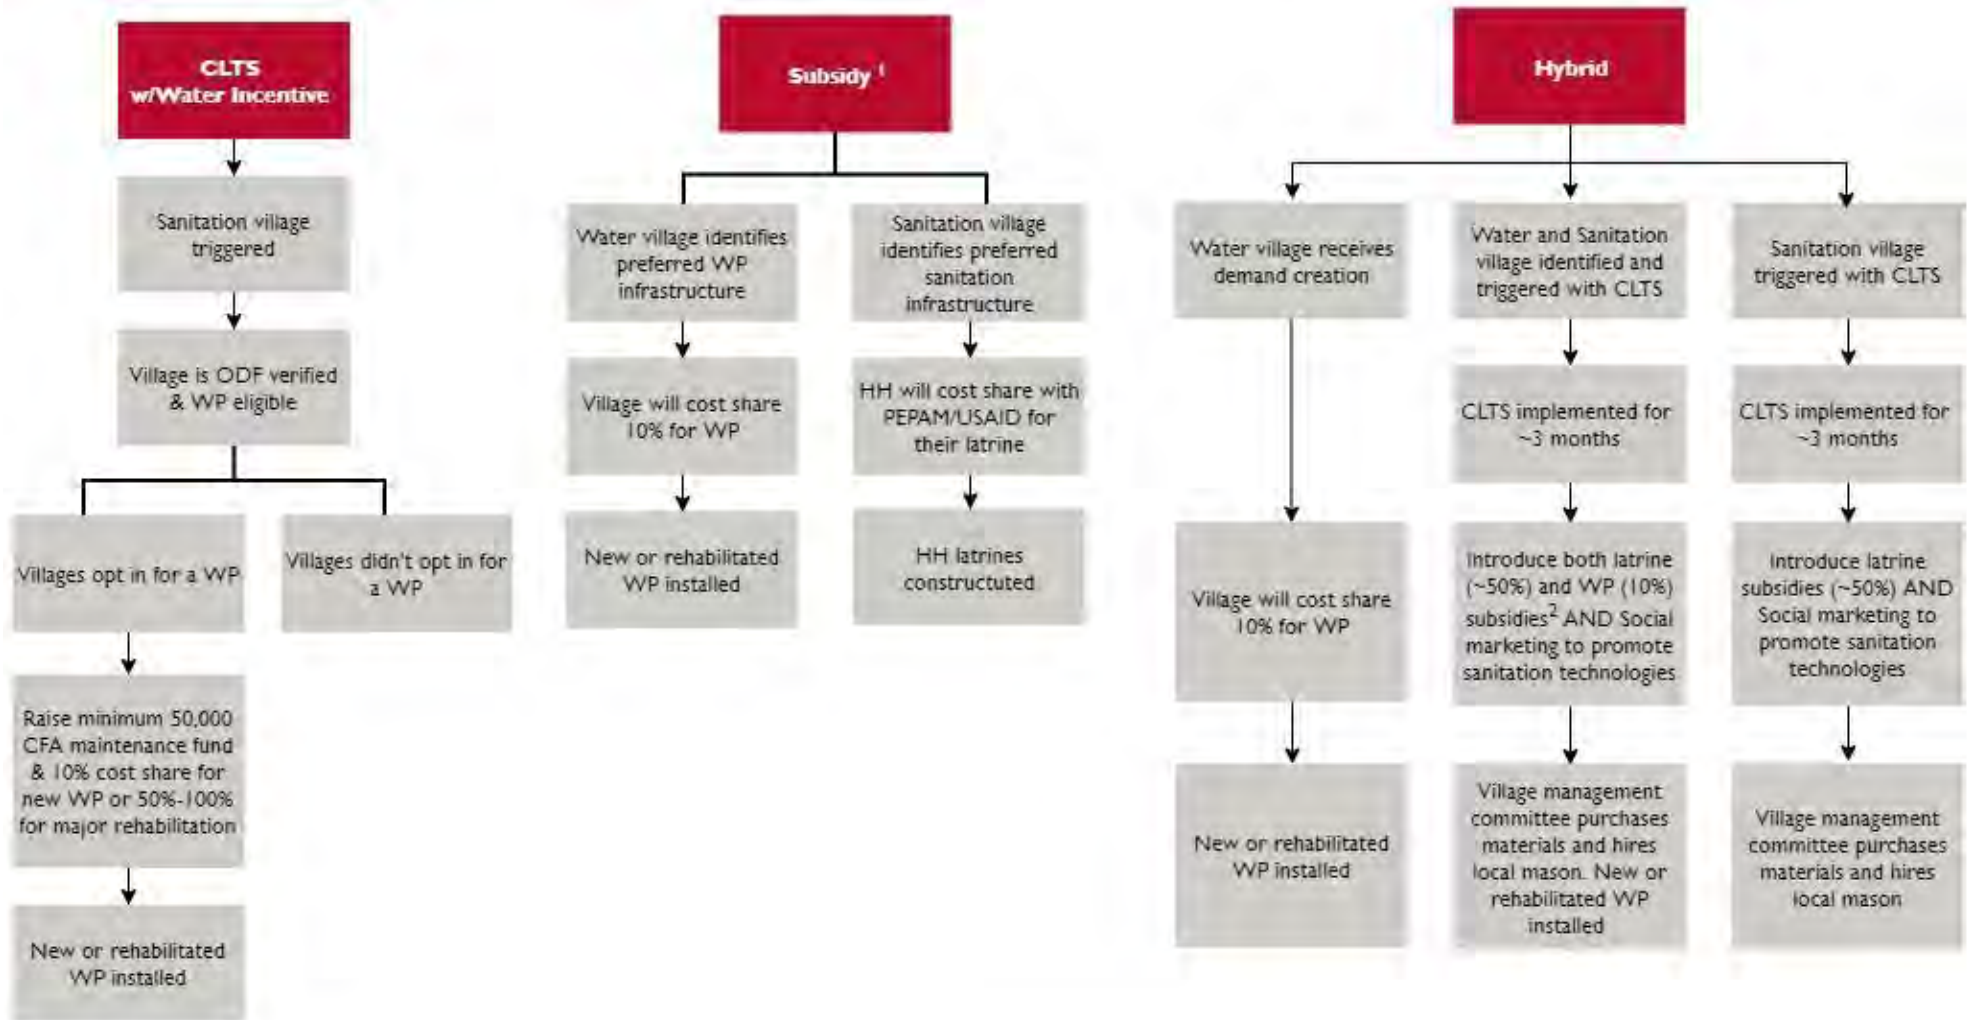 CLTS
w/Water Incentive
Sanitation village
triggered
Village is ODF verified
& WP eligible
Villages opt in for a WP
Villages didn't opt in for
a WP
Raise minimum 50,000
CFA maintenance fund
& 10% cost share for
new WP or 50%-100%
for major rehabilitation
New or rehabilitated
WP installed
Subsidy 1
Water village identifies
preferred WP
infrastructure
Village will cost share
10% for WP
New or rehabilitated
WP installed
Sanitation village
identifies preferred
sanitation
infrastructure
HH will cost share with
PEPAM/USAID for
their latrine
HH latrines
constructuted
Hybrid
Water village receives
demand creation
Village will cost share
10% for WP
New or rehabilitated
WP installed
Water and Sanitation
village identified and
triggered with CLTS
CLTS implemented for
~3 months
Introduce both latrine
(~50%) and WP (10%)
subsidies2 AND Social
marketing to promote
sanitation technologies
Village management
committee purchases
materials and hires
local mason. New or
rehabilitated WP
installed
Sanitation village
triggered with CLTS
CLTS implemented for
~3 months
Introduce latrine
subsidies (~50%) AND
Social marketing to
promote sanitation
technologies
Village management
committee purchases
materials and hires
local mason